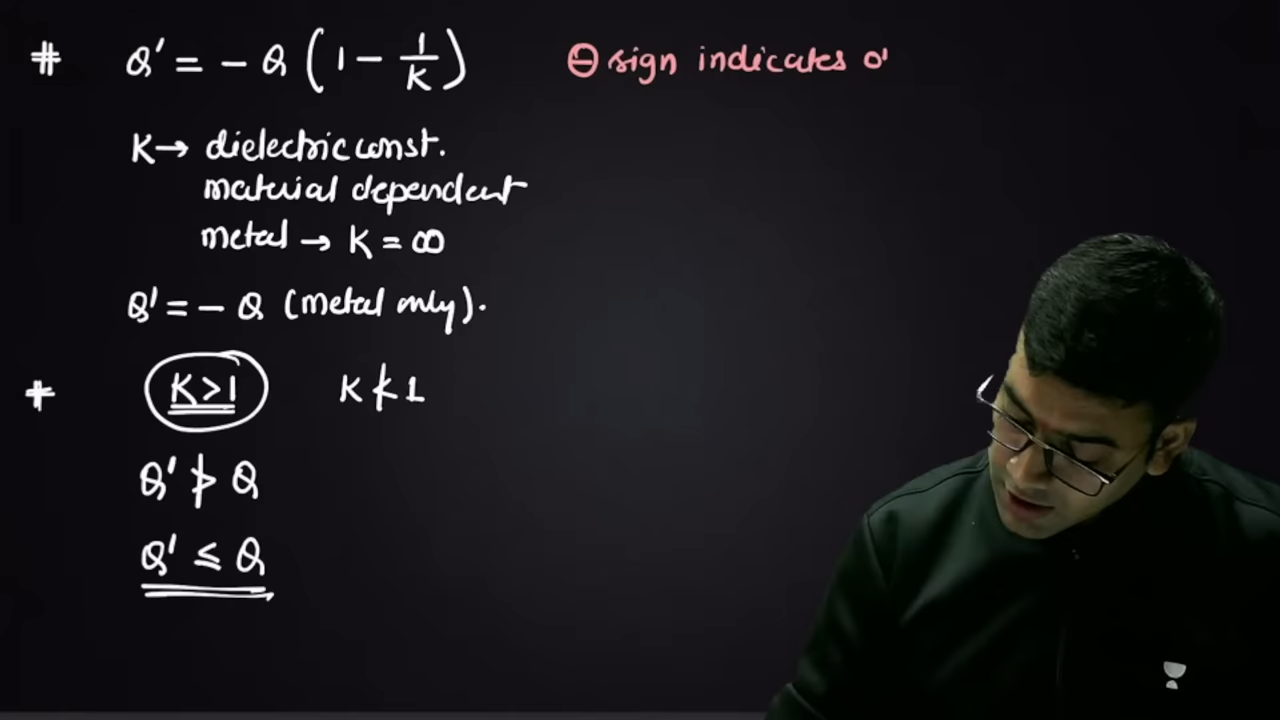 # Q' = - Q (1 - 1/K) ⊖ sign indicates o'
K → dielectric const.
material dependent
metal → K = ∞
Q' = - Q (metal only).
* K > 1 K ≮ 1
Q' ≯ Q
Q' ≤ Q